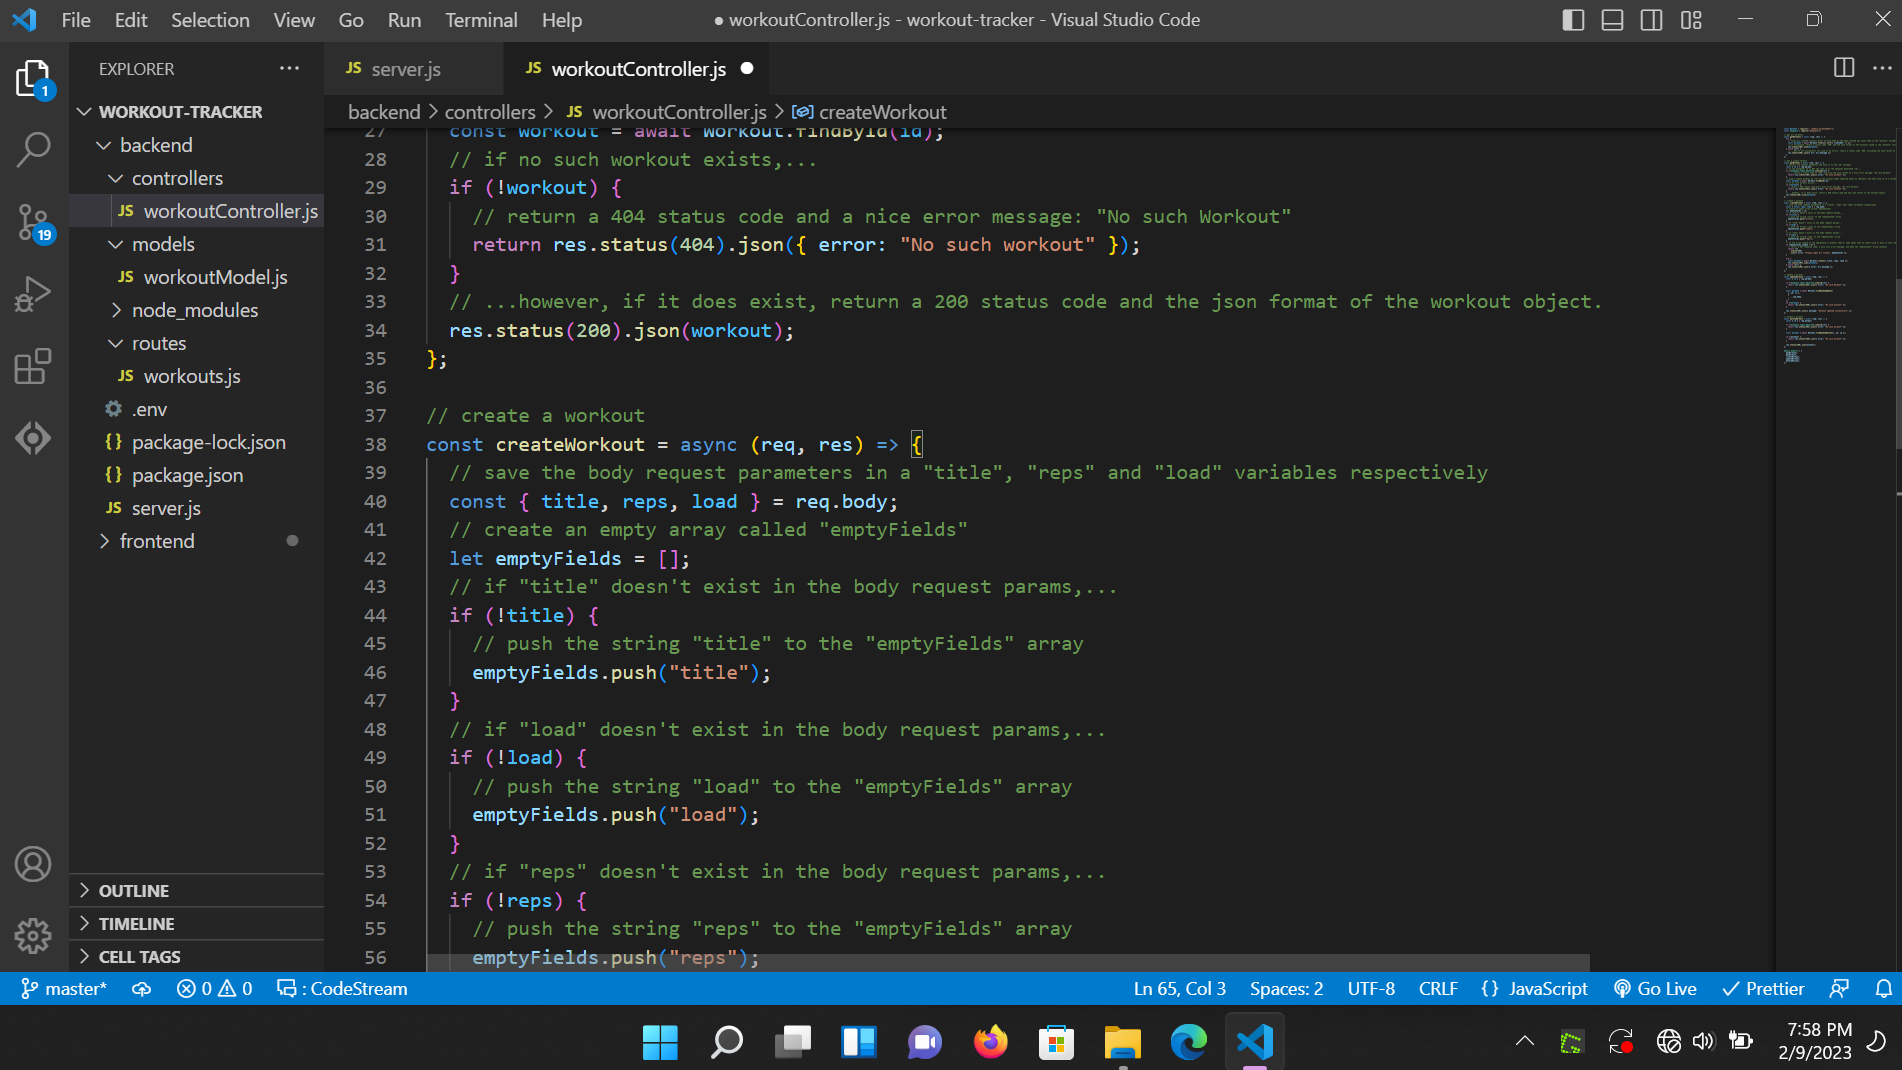 File Edit Selection View Go Run Terminal Help
● workoutController.js - workout-tracker - Visual Studio Code
EXPLORER
1
WORKOUT-TRACKER
backend
controllers
JS workoutController.js
models
JS workoutModel.js
node_modules
routes
JS workouts.js
.env
{} package-lock.json
{} package.json
JS server.js
frontend
19
OUTLINE
TIMELINE
CELL TAGS
JS server.js
JS workoutController.js ●
backend > controllers > JS workoutController.js > createWorkout
27 const workout = await Workout.findById(id);
28 // if no such workout exists,...
29 if (!workout) {
30 // return a 404 status code and a nice error message: "No such Workout"
31 return res.status(404).json({ error: "No such workout" });
32 }
33 // ...however, if it does exist, return a 200 status code and the json format of the workout object.
34 res.status(200).json(workout);
35 };
36
37 // create a workout
38 const createWorkout = async (req, res) => {
39 // save the body request parameters in a "title", "reps" and "load" variables respectively
40 const { title, reps, load } = req.body;
41 // create an empty array called "emptyFields"
42 let emptyFields = [];
43 // if "title" doesn't exist in the body request params,...
44 if (!title) {
45 // push the string "title" to the "emptyFields" array
46 emptyFields.push("title");
47 }
48 // if "load" doesn't exist in the body request params,...
49 if (!load) {
50 // push the string "load" to the "emptyFields" array
51 emptyFields.push("load");
52 }
53 // if "reps" doesn't exist in the body request params,...
54 if (!reps) {
55 // push the string "reps" to the "emptyFields" array
56 emptyFields.push("reps");
master* 0 0 : CodeStream
Ln 65, Col 3 Spaces: 2 UTF-8 CRLF {} JavaScript Go Live Prettier
7:58 PM
2/9/2023